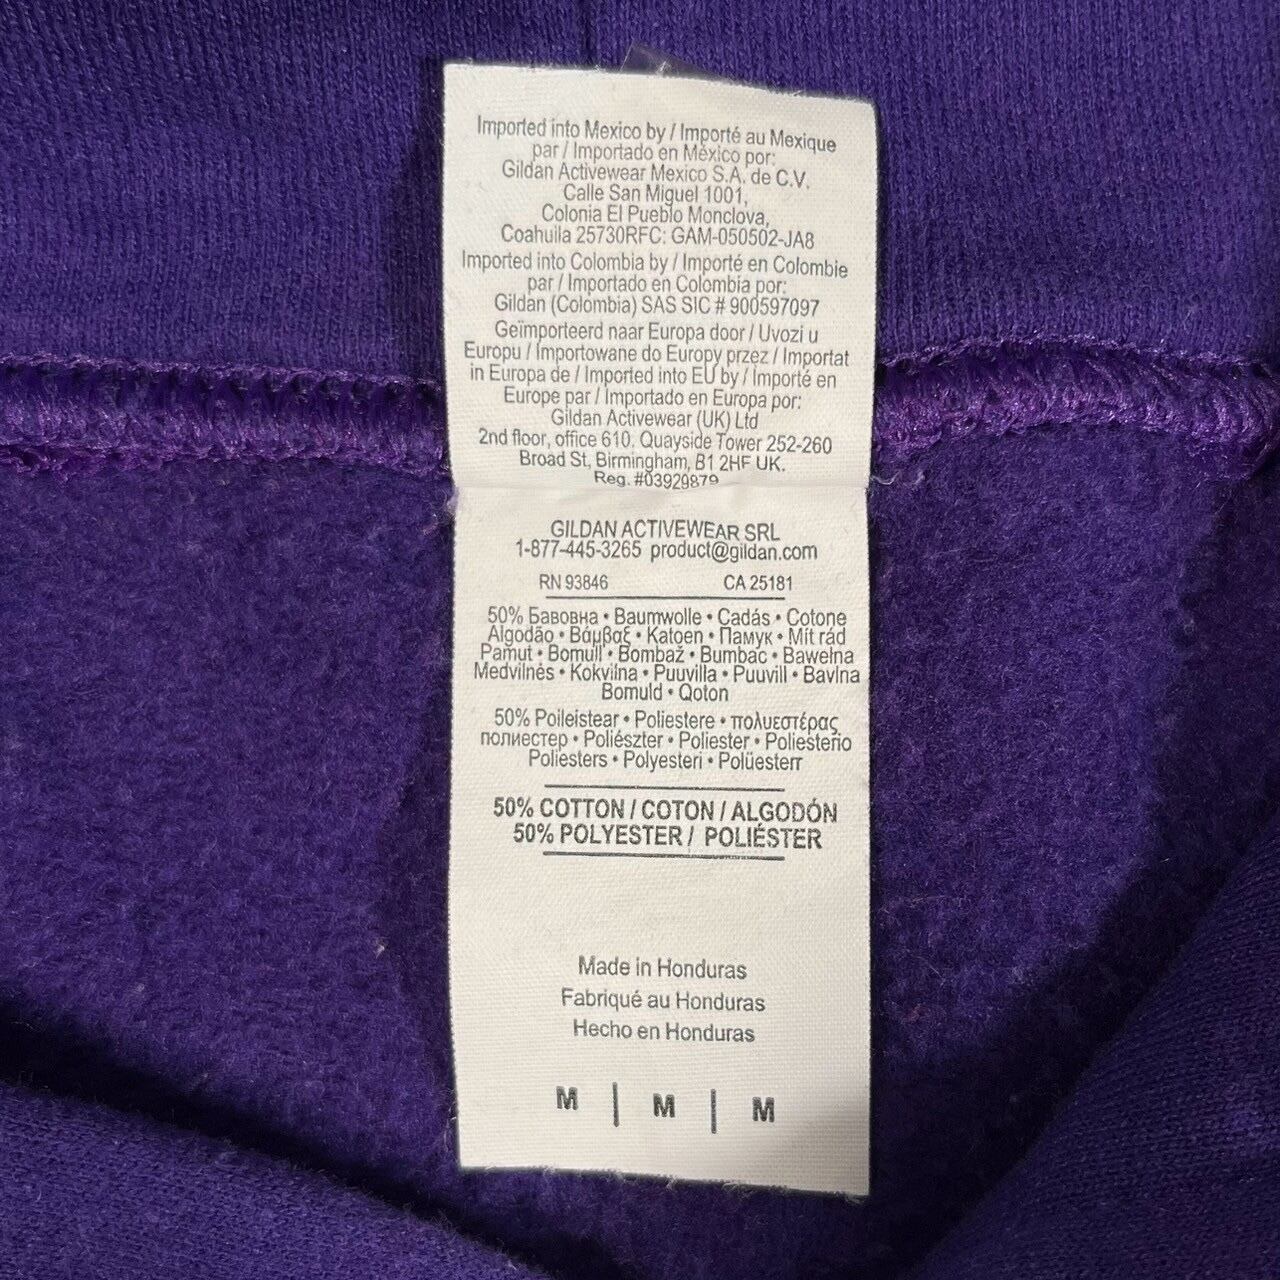 Imported into Mexico by / Importé au Mexique
par / Importado en México por:
Gildan Activewear Mexico S.A. de C.V.
Calle San Miguel 1001,
Colonia El Pueblo Monclova,
Coahuila 25730RFC: GAM-050502-JA8
Imported into Colombia by / Importé en Colombie
par / Importado en Colombia por:
Gildan (Colombia) SAS SIC # 900597097
Geïmporteerd naar Europa door / Uvozi u
Europu / Importowane do Europy przez / Importat
in Europa de / Imported into EU by / Importé en
Europe par / Importado en Europa por:
Gildan Activewear (UK) Ltd
2nd floor, office 610, Quayside Tower 252-260
Broad St, Birmingham, B1 2HF UK.
Reg. #03929879
GILDAN ACTIVEWEAR SRL
1-877-445-3265 product@gildan.com
RN 93846 CA 25181
50% Бавовна • Baumwolle • Cadás • Cotone
Algodão • Βάμβαξ • Katoen • Памук • Mít rád
Pamut • Bomull • Bombaž • Bumbac • Bawełna
Medvilnės • Kokvilna • Puuvilla • Puuvill • Bavlna
Bomuld • Qoton
50% Poileistear • Poliestere • πολυεστέρας
полиестер • Poliészter • Poliester • Poliesterio
Poliesters • Polyesteri • Polüesterr
50% COTTON / COTON / ALGODÓN
50% POLYESTER / POLIÉSTER
Made in Honduras
Fabriqué au Honduras
Hecho en Honduras
M | M | M